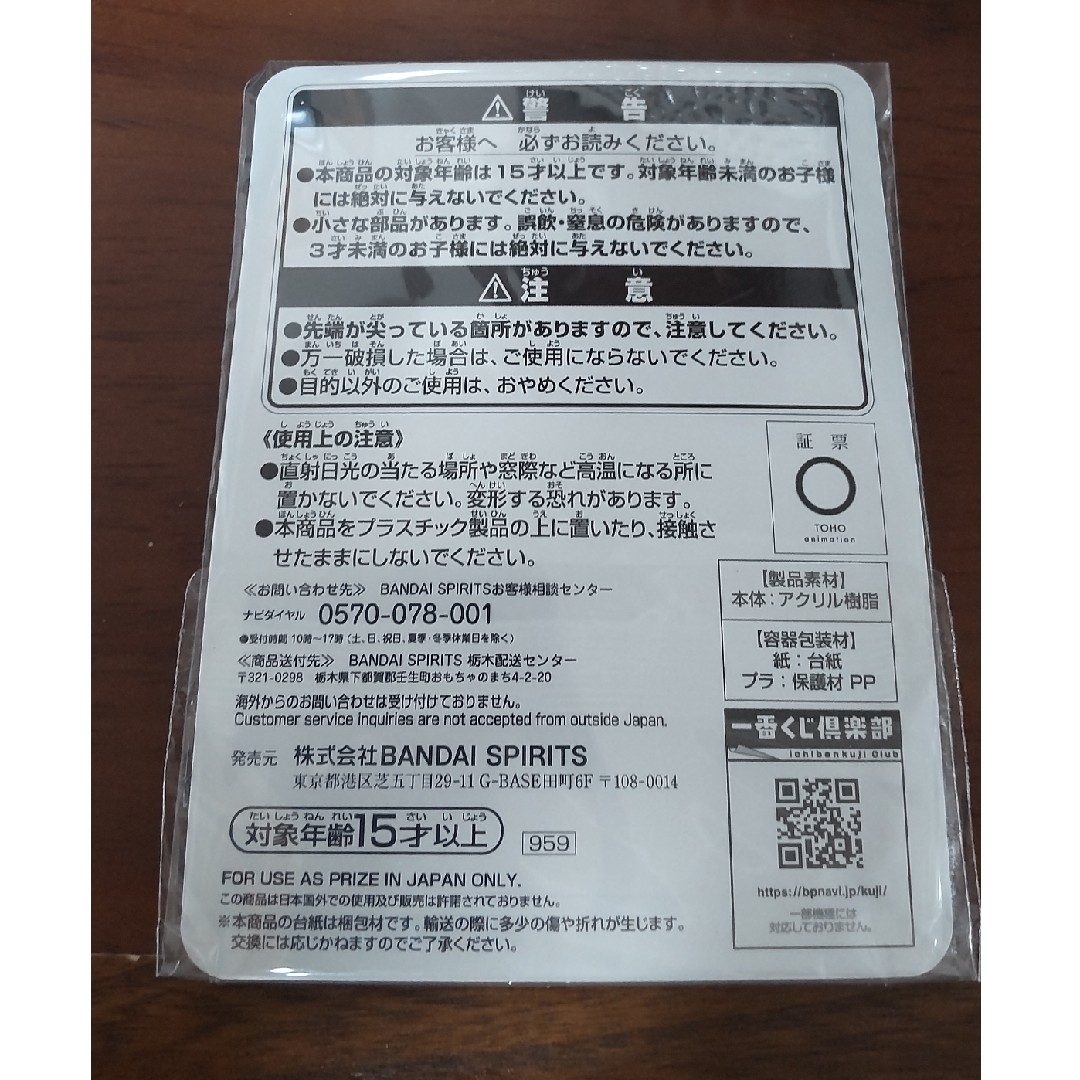 ⚠警告
お客様へ 必ずお読みください。
●本商品の対象年齢は15才以上です。対象年齢未満のお子様
には絶対に与えないでください。
●小さな部品があります。誤飲・窒息の危険がありますので、
3才未満のお子様には絶対に与えないでください。
⚠注意
●先端が尖っている箇所がありますので、注意してください。
●万一破損した場合は、ご使用にならないでください。
●目的以外のご使用は、おやめください。
《使用上の注意》
●直射日光の当たる場所や窓際など高温になる所に
置かないでください。変形する恐れがあります。
●本商品をプラスチック製品の上に置いたり、接触さ
せたままにしないでください。
証票
TOHO
animation
≪お問い合わせ先≫ BANDAI SPIRITSお客様相談センター
ナビダイヤル 0570-078-001
●受付時間 10時〜17時(土、日、祝日、夏季・冬季休業日を除く)
≪商品送付先≫ BANDAI SPIRITS 栃木配送センター
〒321-0298 栃木県下都賀郡壬生町おもちゃのまち4-2-20
海外からのお問い合わせは受け付けておりません。
Customer service inquiries are not accepted from outside Japan.
発売元 株式会社BANDAI SPIRITS
東京都港区芝五丁目29-11 G-BASE田町6F 〒108-0014
対象年齢15才以上
959
FOR USE AS PRIZE IN JAPAN ONLY.
この商品は日本国外での使用及び販売は許諾されておりません。
※本商品の台紙は梱包材です。輸送の際に多少の傷や折れが生じます。
交換には応じかねますのでご了承ください。
【製品素材】
本体:アクリル樹脂
【容器包装材】
紙:台紙
プラ:保護材 PP
一番くじ倶楽部
ichibankuji Club
https://bpnavi.jp/kuji/
一部機種には
対応しておりません。